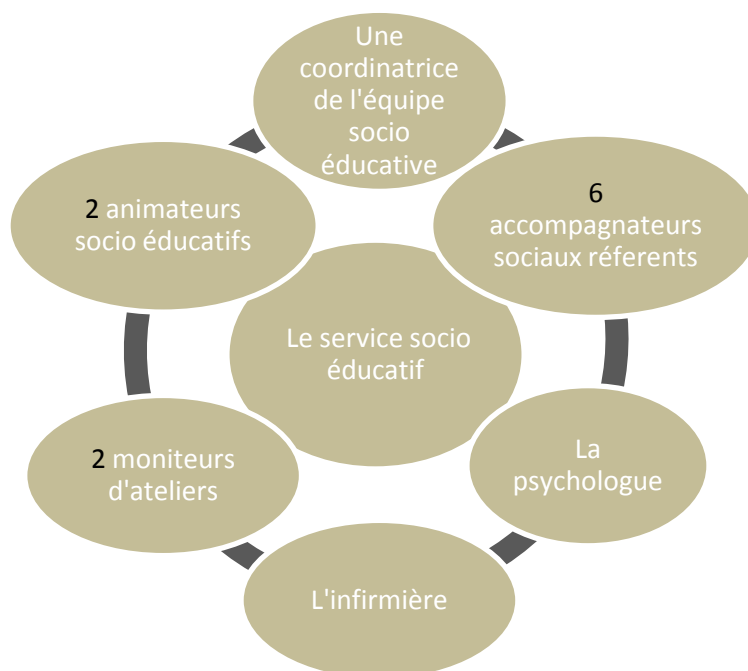 Une
coordinatrice
de l'équipe
socio
éducative
6
accompagnateurs
sociaux réferents
La
psychologue
L'infirmière
2 moniteurs
d'ateliers
2 animateurs
socio éducatifs
Le service socio
éducatif